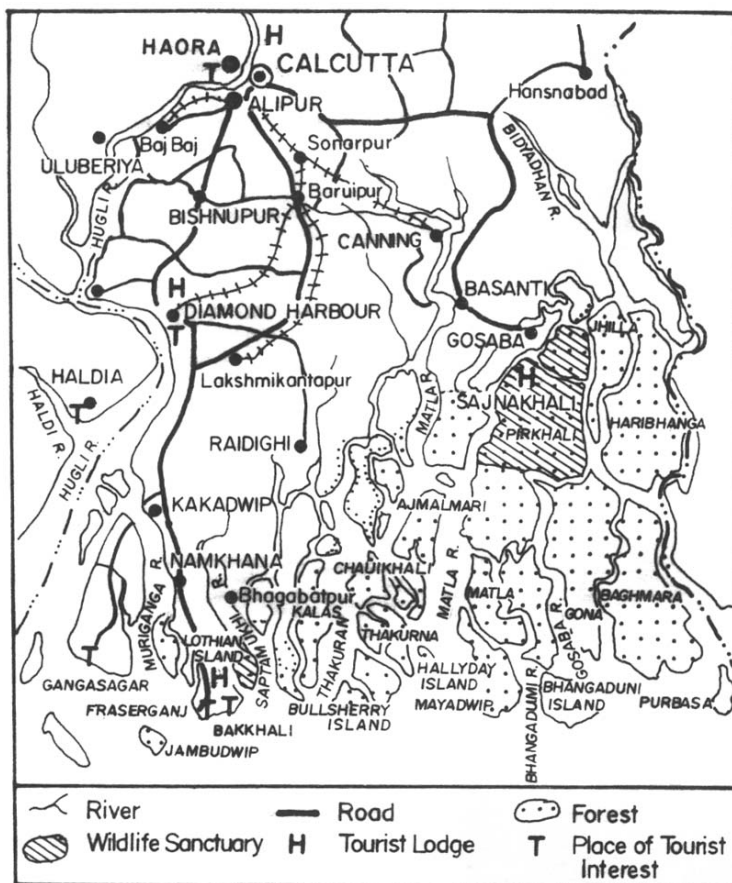 H
HAORA
T
CALCUTTA
ALIPUR
Hansnabad
Baj Baj
Sonarpur
ULUBERIYA
BIDYADHAN R.
HUGLI R.
Baruipur
BISHNUPUR
CANNING
H
BASANTI
DIAMOND HARBOUR
T
GOSABA
JHILLA
Lakshmikantapur
H
HALDIA
T
MATLA R.
SAJNAKHALI
HARIBHANGA
PIRKHALI
HALDI R.
HUGLI R.
RAIDIGHI
KAKADWIP
AJMALMARI
NAMKHANA
CHAUIKHALI
MATLA R.
R.
Bhagabatpur
MATLA
BAGHMARA
KALAS
GONA
MURIGANGA R.
LOTHIAN
ISLAND
SAPTAMUKHI
THAKURAN
THAKURNA
GOSABA R.
T
H
HALLYDAY
ISLAND
GANGASAGAR
BHANGADUNI
ISLAND
PURBASA
FRASERGANJ
T T
BULLSHERRY
ISLAND
MAYADWIP
BHANGADUMI R.
BAKKHALI
JAMBUDWIP
River Road Forest
Wildlife Sanctuary H Tourist Lodge T Place of Tourist
Interest